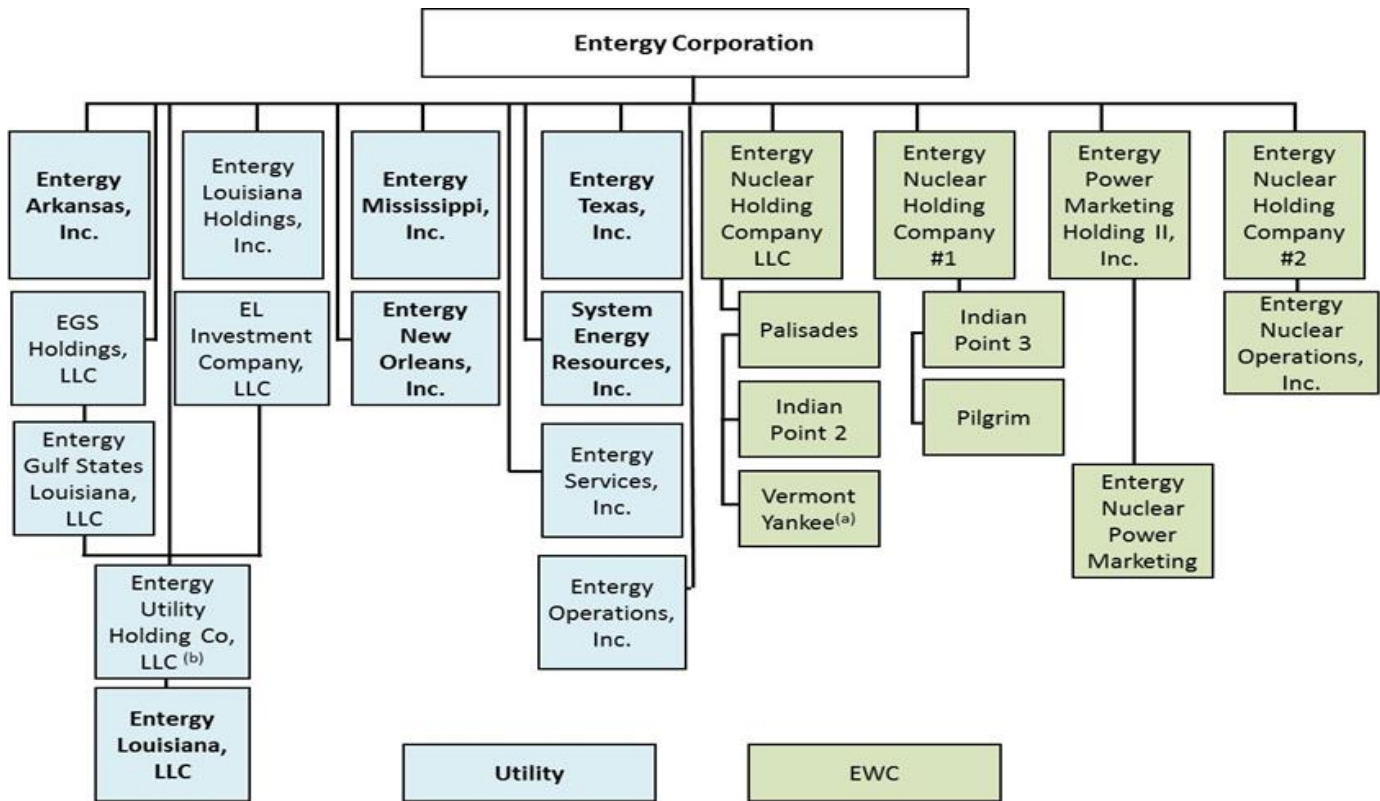 Entergy Corporation
Entergy
Arkansas,
Inc.
Entergy
Louisiana
Holdings,
Inc.
Entergy
Mississippi,
Inc.
Entergy
Texas,
Inc.
Entergy
Nuclear
Holding
Company
LLC
Entergy
Nuclear
Holding
Company
#1
Entergy
Power
Marketing
Holding II,
Inc.
Entergy
Nuclear
Holding
Company
#2
EGS
Holdings,
LLC
EL
Investment
Company,
LLC
Entergy
New
Orleans,
Inc.
System
Energy
Resources,
Inc.
Palisades
Indian
Point 3
Entergy
Nuclear
Operations,
Inc.
Entergy
Gulf States
Louisiana,
LLC
Entergy
Services,
Inc.
Indian
Point 2
Pilgrim
Vermont
Yankee(a)
Entergy
Nuclear
Power
Marketing
Entergy
Utility
Holding Co,
LLC (b)
Entergy
Operations,
Inc.
Entergy
Louisiana,
LLC
Utility
EWC